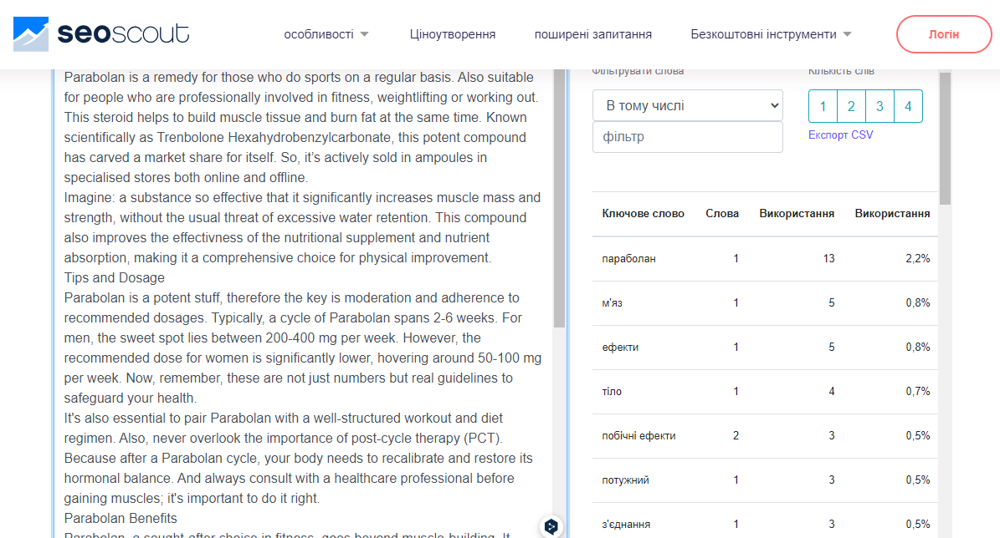 seoscout
особливості
Ціноутворення
поширені запитання
Безкоштовні інструменти
Логін
Parabolan is a remedy for those who do sports on a regular basis. Also suitable
for people who are professionally involved in fitness, weightlifting or working out.
This steroid helps to build muscle tissue and burn fat at the same time. Known
scientifically as Trenbolone Hexahydrobenzylcarbonate, this potent compound
has carved a market share for itself. So, it's actively sold in ampoules in
specialised stores both online and offline.
Imagine: a substance so effective that it significantly increases muscle mass and
strength, without the usual threat of excessive water retention. This compound
also improves the effectivness of the nutritional supplement and nutrient
absorption, making it a comprehensive choice for physical improvement.
Tips and Dosage
Parabolan is a potent stuff, therefore the key is moderation and adherence to
recommended dosages. Typically, a cycle of Parabolan spans 2-6 weeks. For
men, the sweet spot lies between 200-400 mg per week. However, the
recommended dose for women is significantly lower, hovering around 50-100 mg
per week. Now, remember, these are not just numbers but real guidelines to
safeguard your health.
It's also essential to pair Parabolan with a well-structured workout and diet
regimen. Also, never overlook the importance of post-cycle therapy (PCT).
Because after a Parabolan cycle, your body needs to recalibrate and restore its
hormonal balance. And always consult with a healthcare professional before
gaining muscles; it's important to do it right.
Parabolan Benefits
Parabolan, a sought-after choice in fitness, goes beyond muscle-building. It
Фільтрувати слова
В тому числі
фільтр
Кількість слів
1 2 3 4
Експорт CSV
Ключове слово Слова Використання Використання
параболан 1 13 2,2%
м'яз 1 5 0,8%
ефекти 1 5 0,8%
тіло 1 4 0,7%
побічні ефекти 2 3 0,5%
потужний 1 3 0,5%
з'єднання 1 3 0,5%